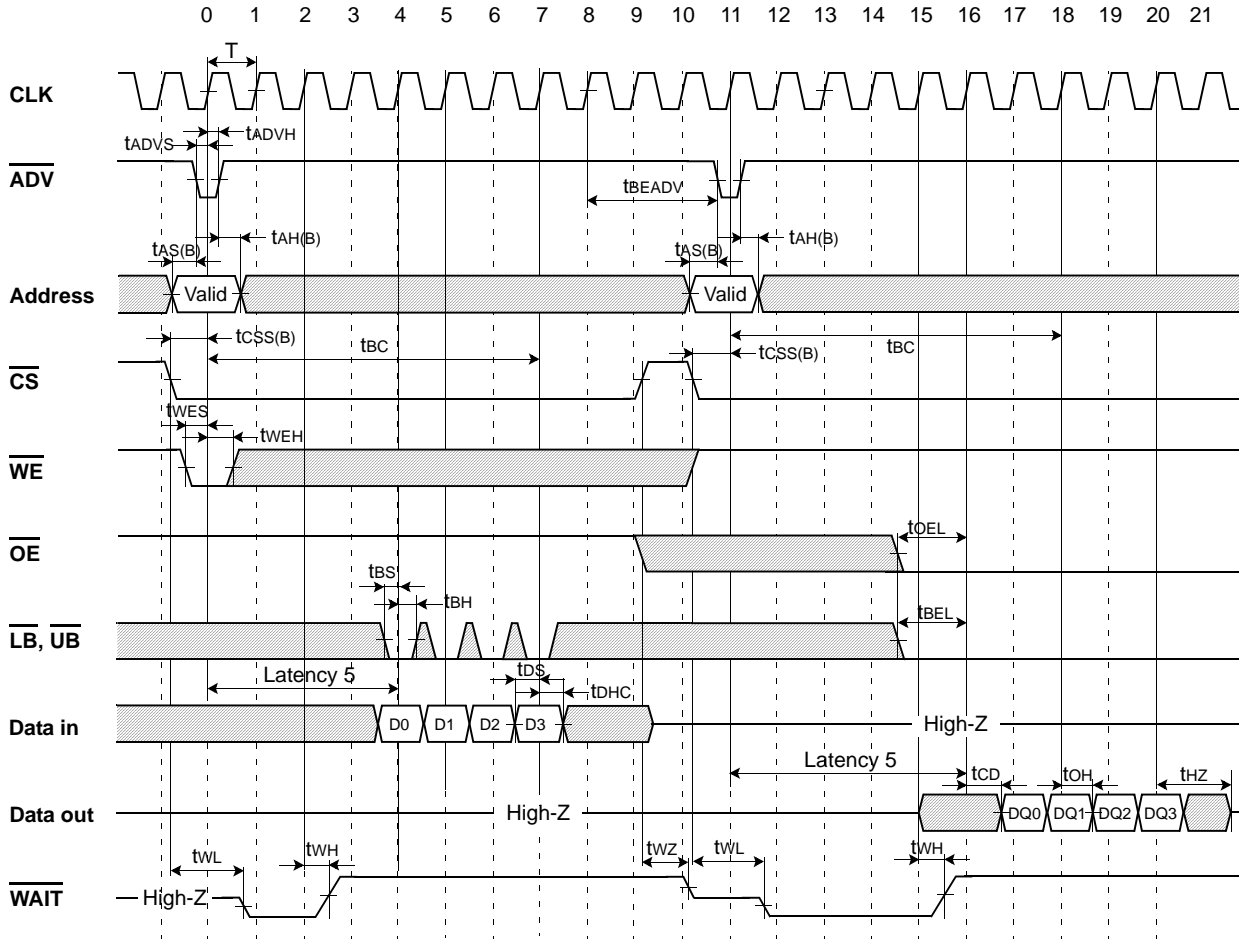 0 1 2 3 4 5 6 7 8 9 10 11 12 13 14 15 16 17 18 19 20 21
T
CLK
tADVH
tADVS
ADV
tBEADV
tAH(B)
tAS(B)
tAS(B)
tAH(B)
Address
Valid
Valid
tCSS(B)
tBC
tCSS(B)
tBC
CS
tWES
tWEH
WE
tOEL
OE
tBS
tBH
tBEL
LB, UB
Latency 5
tDS
tDHC
Data in
D0 D1 D2 D3
High-Z
Latency 5
tCD
tOH
tHZ
Data out
High-Z
DQ0 DQ1 DQ2 DQ3
tWL
tWH
tWZ
tWL
tWH
WAIT
High-Z